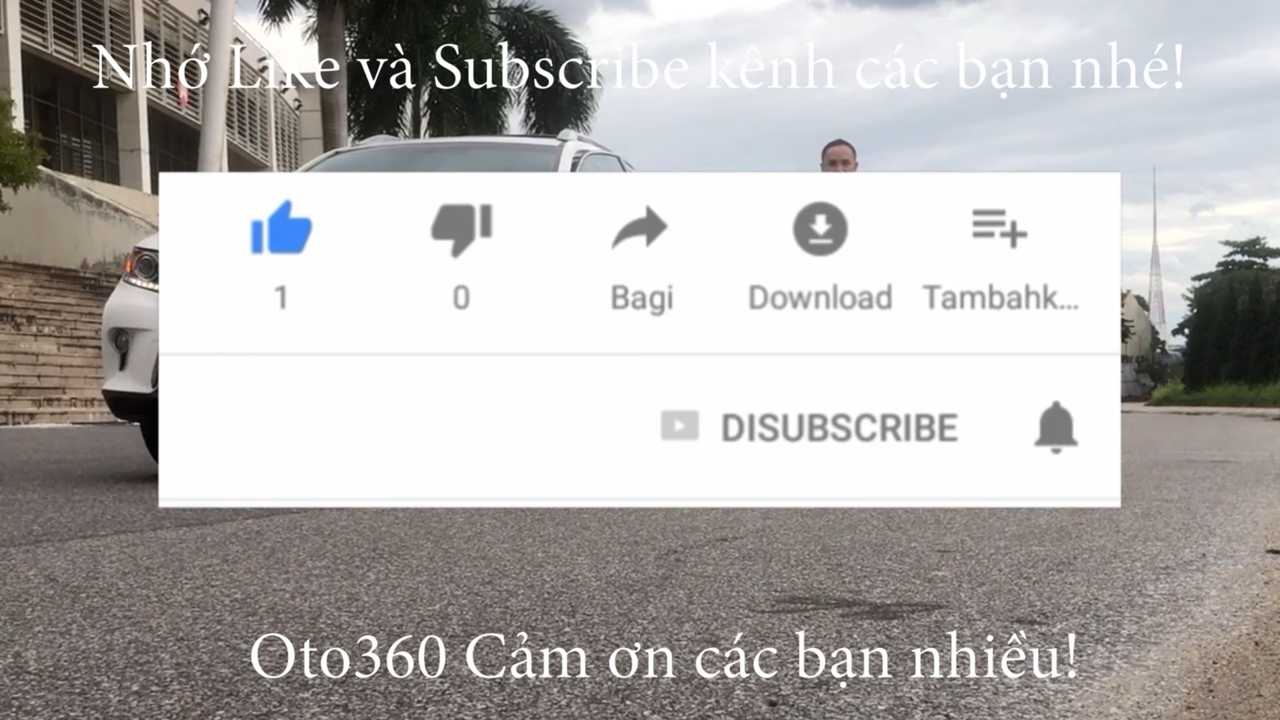 Nhớ Like và Subscribe kênh các bạn nhé!
1 0 Bagi Download Tambahk...
DISUBSCRIBE
Oto360 Cảm ơn các bạn nhiều!